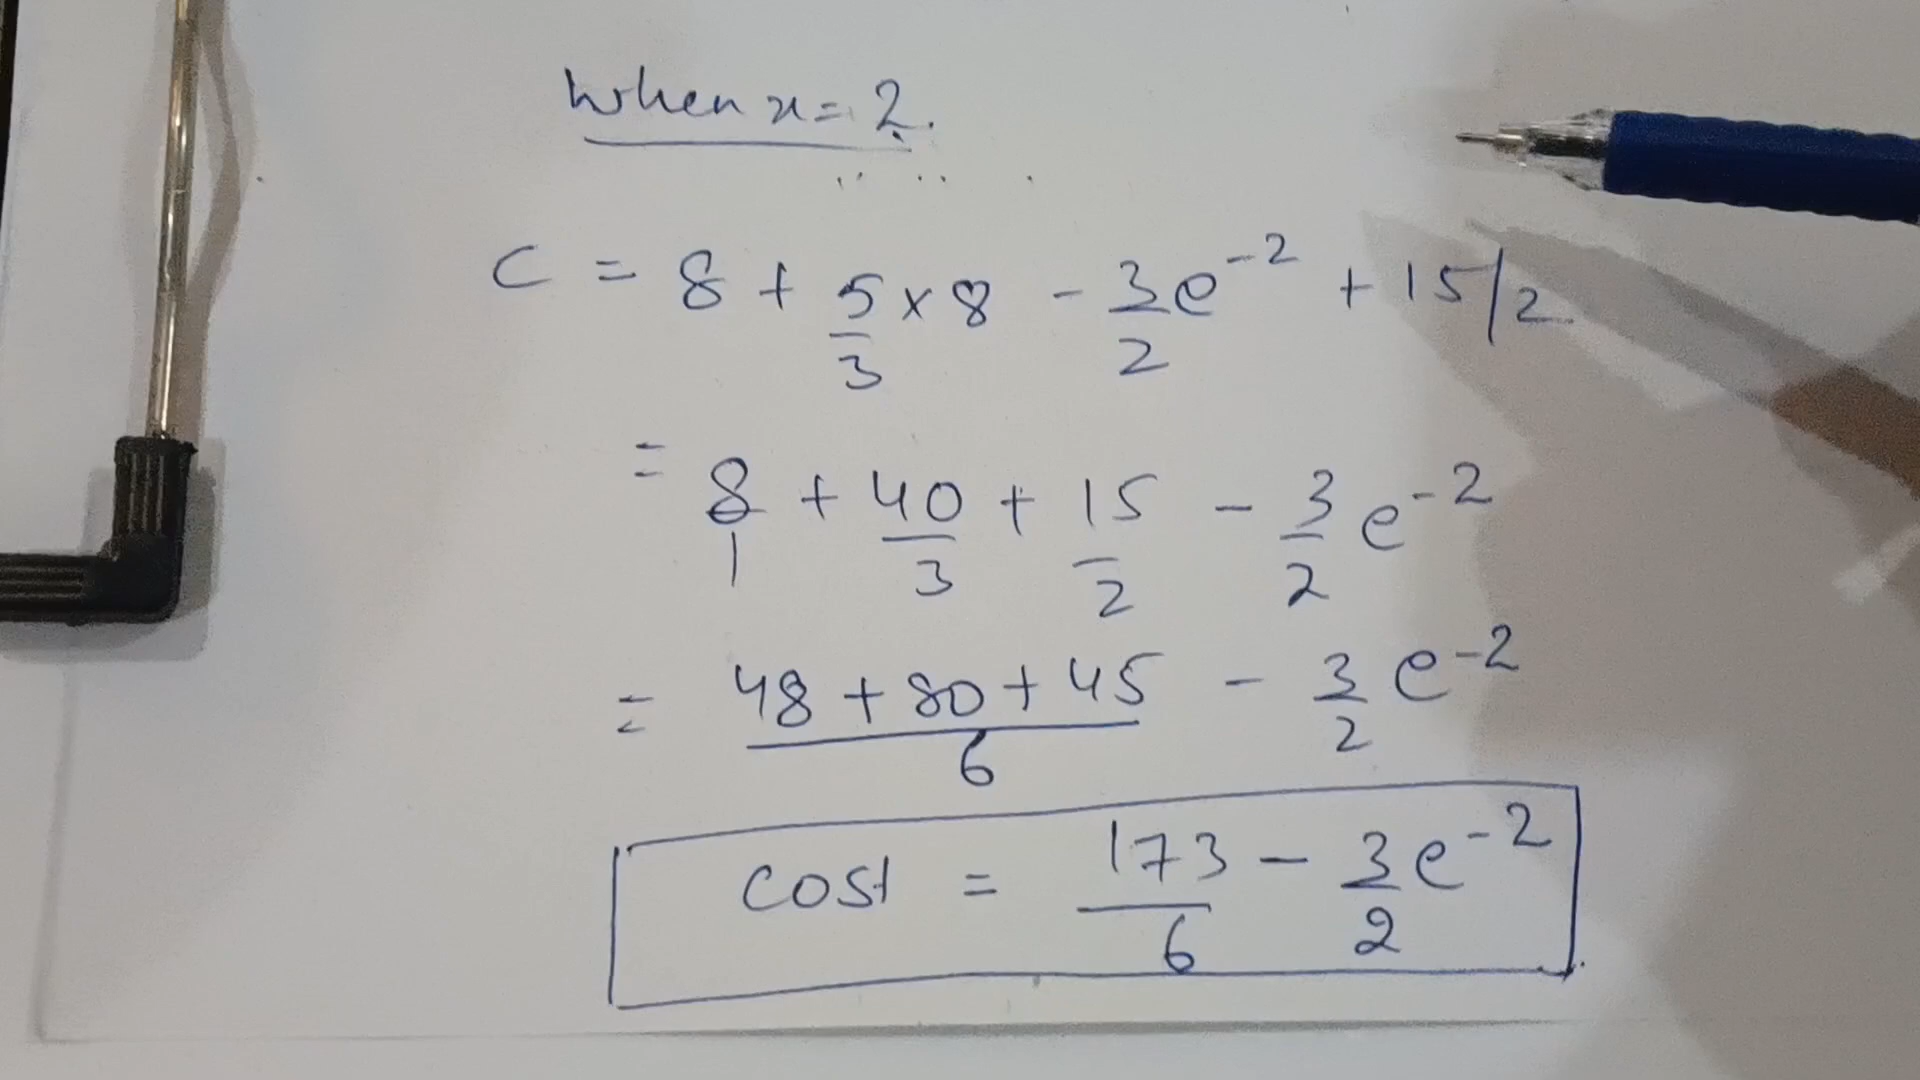 When x = 2.
C = 8 + 5/3 × 8 - 3/2 e^-2 + 15/2
= 8/1 + 40/3 + 15/2 - 3/2 e^-2
= (48 + 80 + 45)/6 - 3/2 e^-2
cost = 173/6 - 3/2 e^-2